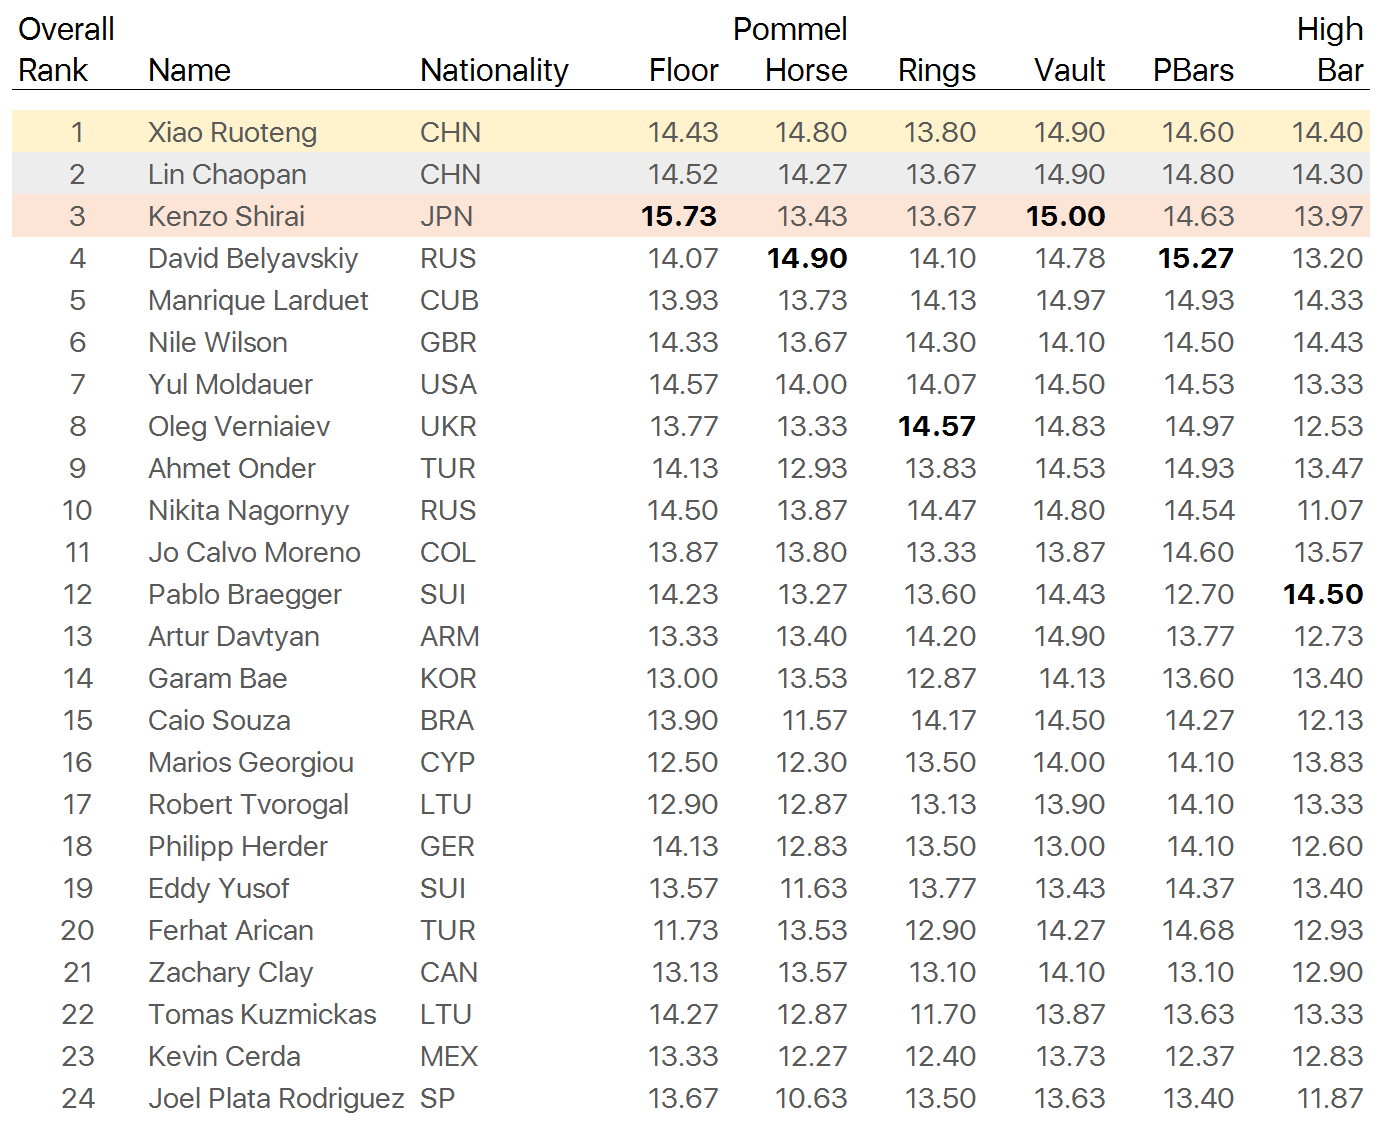 Overall Pommel High
Rank Name Nationality Floor Horse Rings Vault PBars Bar
1 Xiao Ruoteng CHN 14.43 14.80 13.80 14.90 14.60 14.40
2 Lin Chaopan CHN 14.52 14.27 13.67 14.90 14.80 14.30
3 Kenzo Shirai JPN 15.73 13.43 13.67 15.00 14.63 13.97
4 David Belyavskiy RUS 14.07 14.90 14.10 14.78 15.27 13.20
5 Manrique Larduet CUB 13.93 13.73 14.13 14.97 14.93 14.33
6 Nile Wilson GBR 14.33 13.67 14.30 14.10 14.50 14.43
7 Yul Moldauer USA 14.57 14.00 14.07 14.50 14.53 13.33
8 Oleg Verniaiev UKR 13.77 13.33 14.57 14.83 14.97 12.53
9 Ahmet Onder TUR 14.13 12.93 13.83 14.53 14.93 13.47
10 Nikita Nagornyy RUS 14.50 13.87 14.47 14.80 14.54 11.07
11 Jo Calvo Moreno COL 13.87 13.80 13.33 13.87 14.60 13.57
12 Pablo Braegger SUI 14.23 13.27 13.60 14.43 12.70 14.50
13 Artur Davtyan ARM 13.33 13.40 14.20 14.90 13.77 12.73
14 Garam Bae KOR 13.00 13.53 12.87 14.13 13.60 13.40
15 Caio Souza BRA 13.90 11.57 14.17 14.50 14.27 12.13
16 Marios Georgiou CYP 12.50 12.30 13.50 14.00 14.10 13.83
17 Robert Tvorogal LTU 12.90 12.87 13.13 13.90 14.10 13.33
18 Philipp Herder GER 14.13 12.83 13.50 13.00 14.10 12.60
19 Eddy Yusof SUI 13.57 11.63 13.77 13.43 14.37 13.40
20 Ferhat Arican TUR 11.73 13.53 12.90 14.27 14.68 12.93
21 Zachary Clay CAN 13.13 13.57 13.10 14.10 13.10 12.90
22 Tomas Kuzmickas LTU 14.27 12.87 11.70 13.87 13.63 13.33
23 Kevin Cerda MEX 13.33 12.27 12.40 13.73 12.37 12.83
24 Joel Plata Rodriguez SP 13.67 10.63 13.50 13.63 13.40 11.87